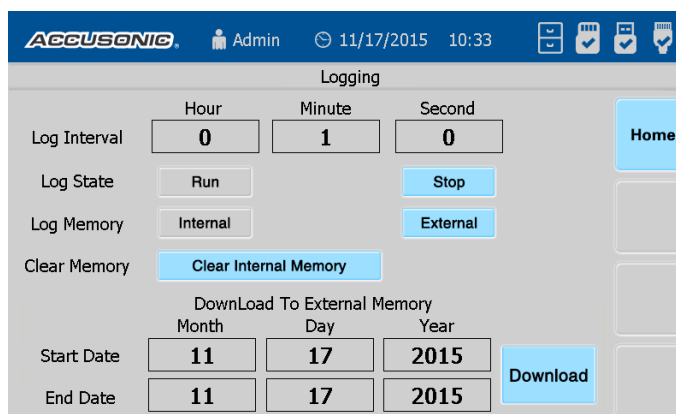 ACCUSONIC. Admin 11/17/2015 10:33
Logging
Hour Minute Second
Log Interval 0 1 0
Home
Log State Run Stop
Log Memory Internal External
Clear Memory Clear Internal Memory
DownLoad To External Memory
Month Day Year
Start Date 11 17 2015
Download
End Date 11 17 2015